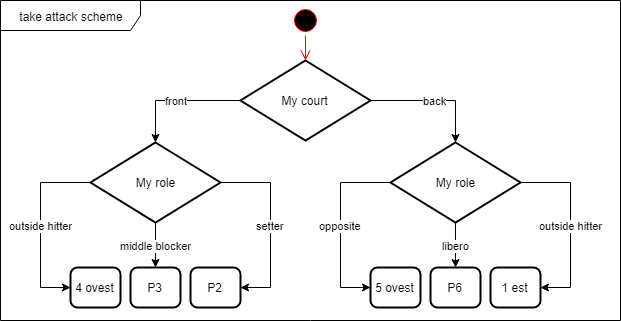 take attack scheme
My court
front
back
My role
My role
outside hitter
setter
opposite
outside hitter
middle blocker
libero
4 ovest
P3
P2
5 ovest
P6
1 est